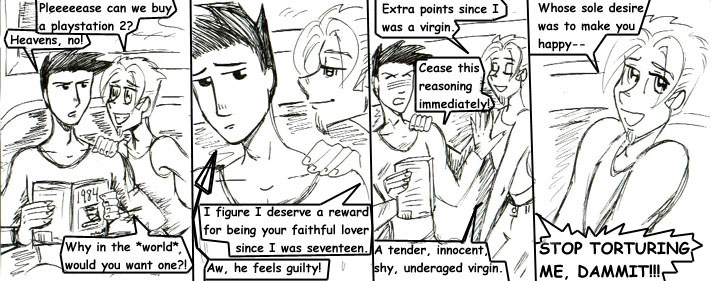 Pleeeeease can we buy
a playstation 2?
Heavens, no!
1984
Why in the *world*,
would you want one?!
I figure I deserve a reward
for being your faithful lover
since I was seventeen.
Aw, he feels guilty!
Extra points since I
was a virgin.
Cease this
reasoning
immediately!
A tender, innocent,
shy, underaged virgin.
Whose sole desire
was to make you
happy--
STOP TORTURING
ME, DAMMIT!!!